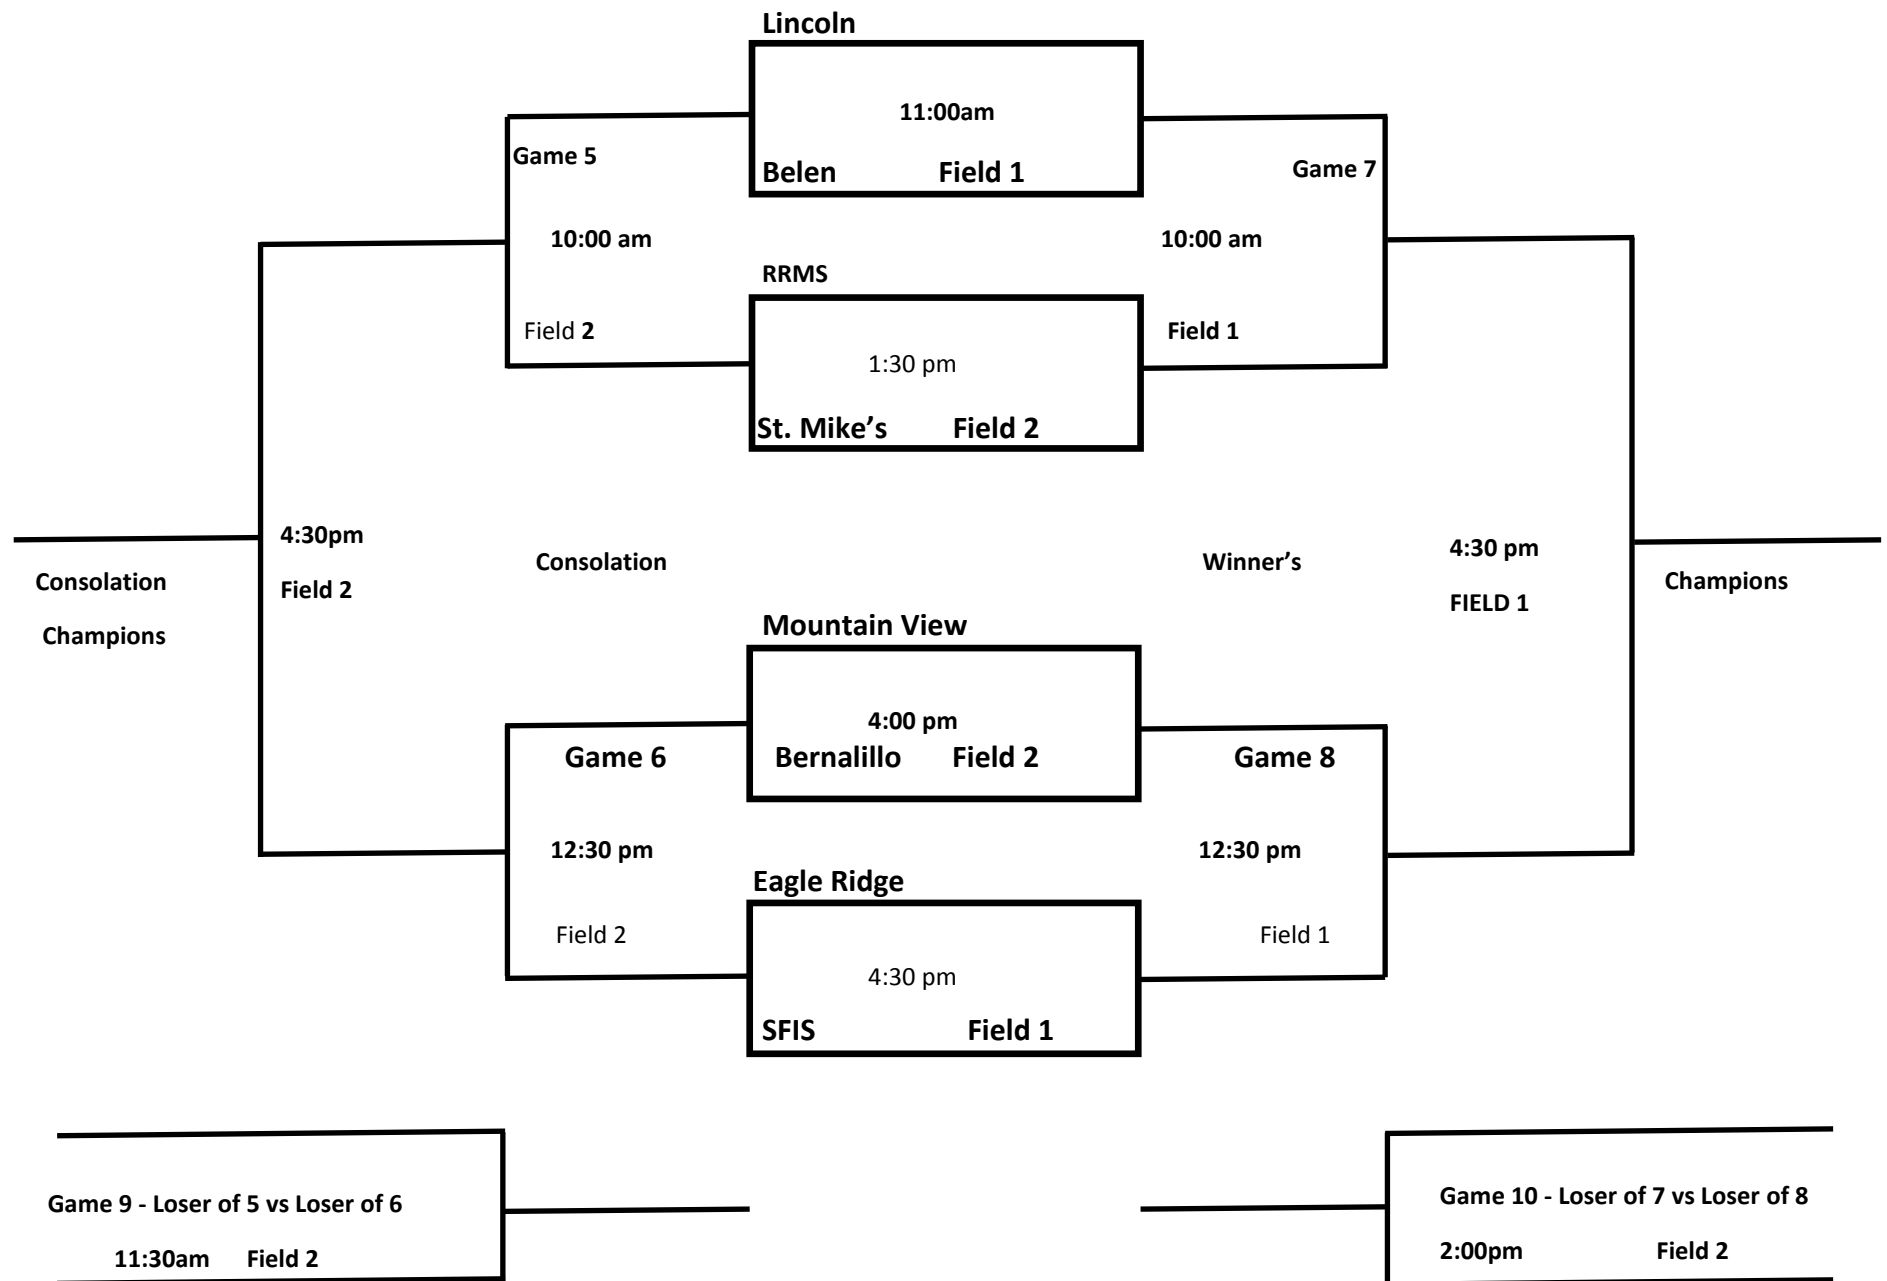 Lincoln
11:00am
Game 5
Belen Field 1
Game 7
10:00 am
10:00 am
RRMS
Field 2
Field 1
1:30 pm
St. Mike’s Field 2
4:30pm
Field 2
Consolation
Winner’s
4:30 pm
FIELD 1
Consolation
Champions
Champions
Mountain View
4:00 pm
Game 6
Bernalillo Field 2
Game 8
12:30 pm
12:30 pm
Eagle Ridge
Field 2
Field 1
4:30 pm
SFIS Field 1
Game 9 - Loser of 5 vs Loser of 6
11:30am Field 2
Game 10 - Loser of 7 vs Loser of 8
2:00pm Field 2